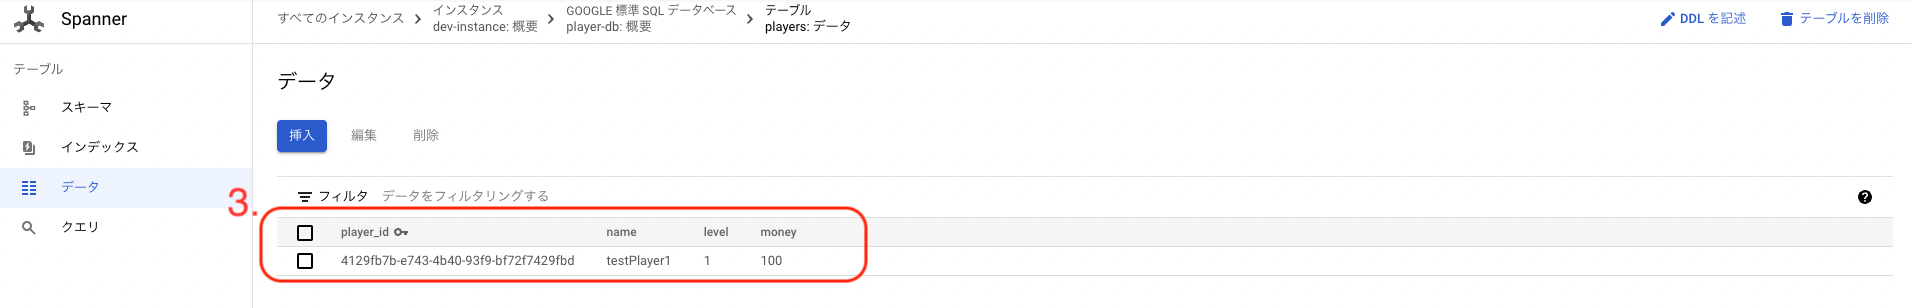 Spanner
すべてのインスタンス
インスタンス
dev-instance: 概要
GOOGLE 標準 SQL データベース
player-db: 概要
テーブル
players: データ
DDL を記述
テーブルを削除
テーブル
スキーマ
インデックス
データ
クエリ
データ
挿入
編集
削除
フィルタ データをフィルタリングする
3.
player_id name level money
4129fb7b-e743-4b40-93f9-bf72f7429fbd testPlayer1 1 100